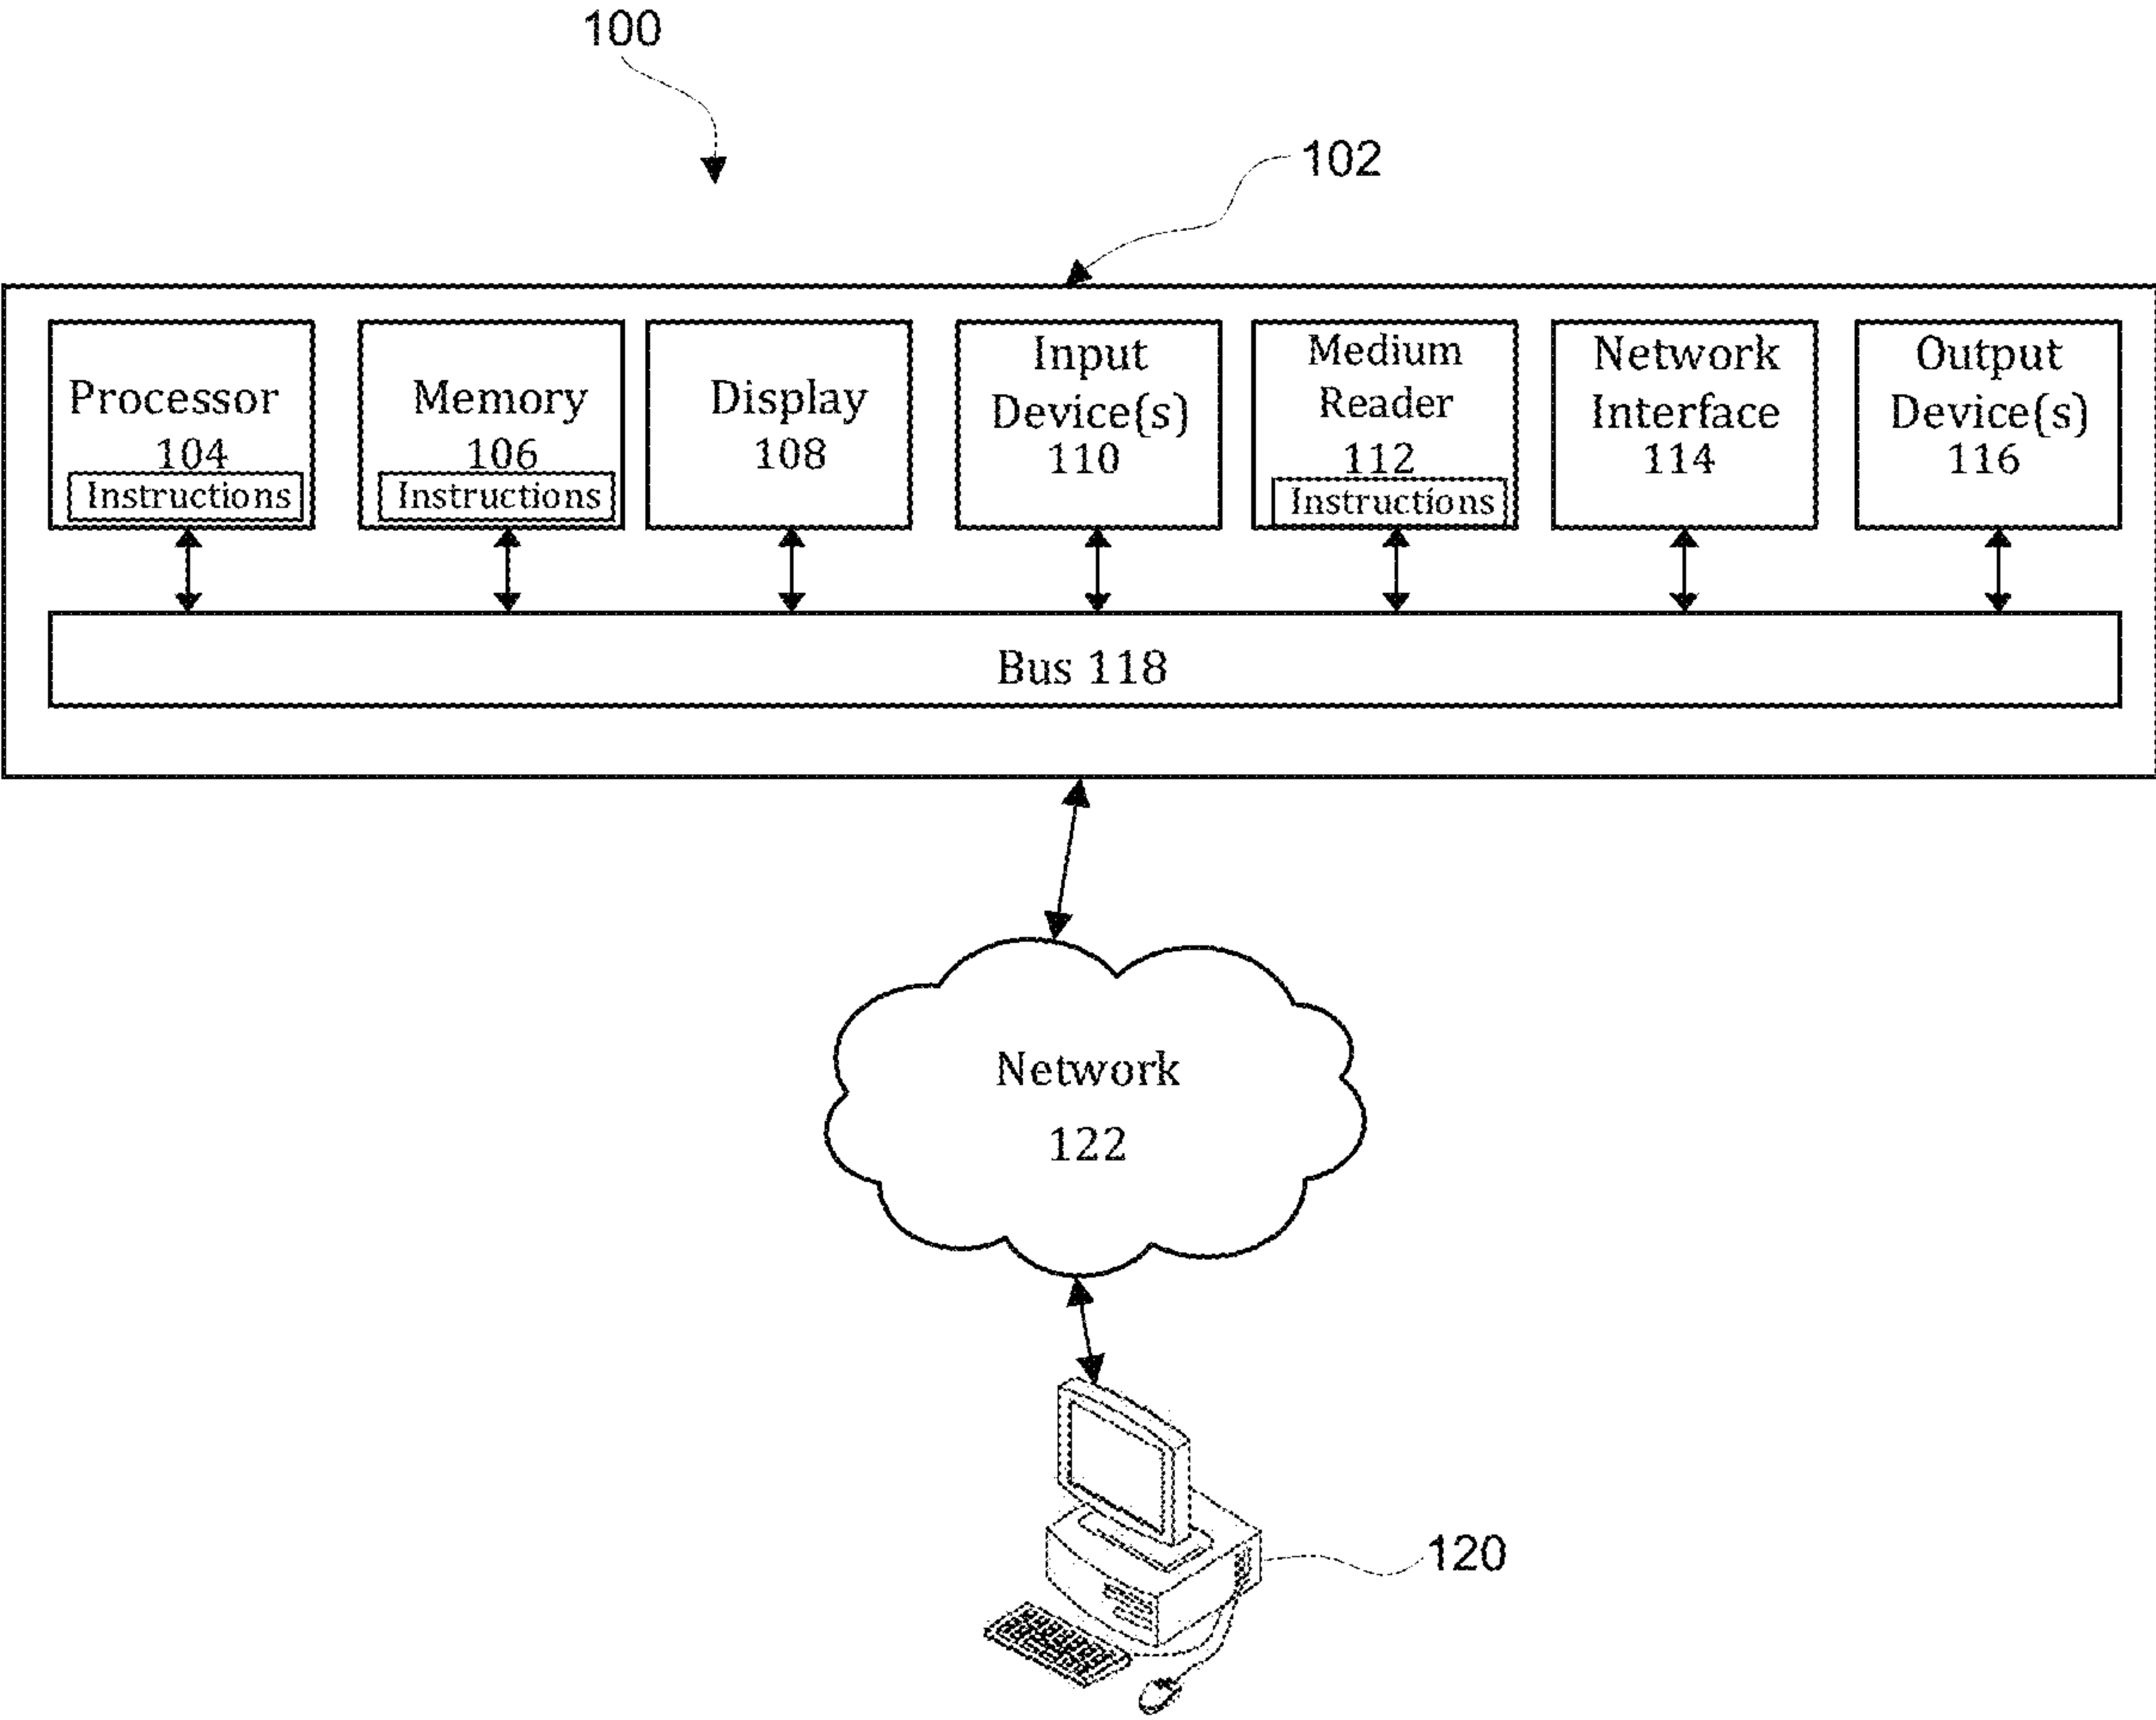 100
102
Processor
104
Instructions
Memory
106
Instructions
Display
108
Input
Device(s)
110
Medium
Reader
112
Instructions
Network
Interface
114
Output
Device(s)
116
Bus 118
Network
122
120